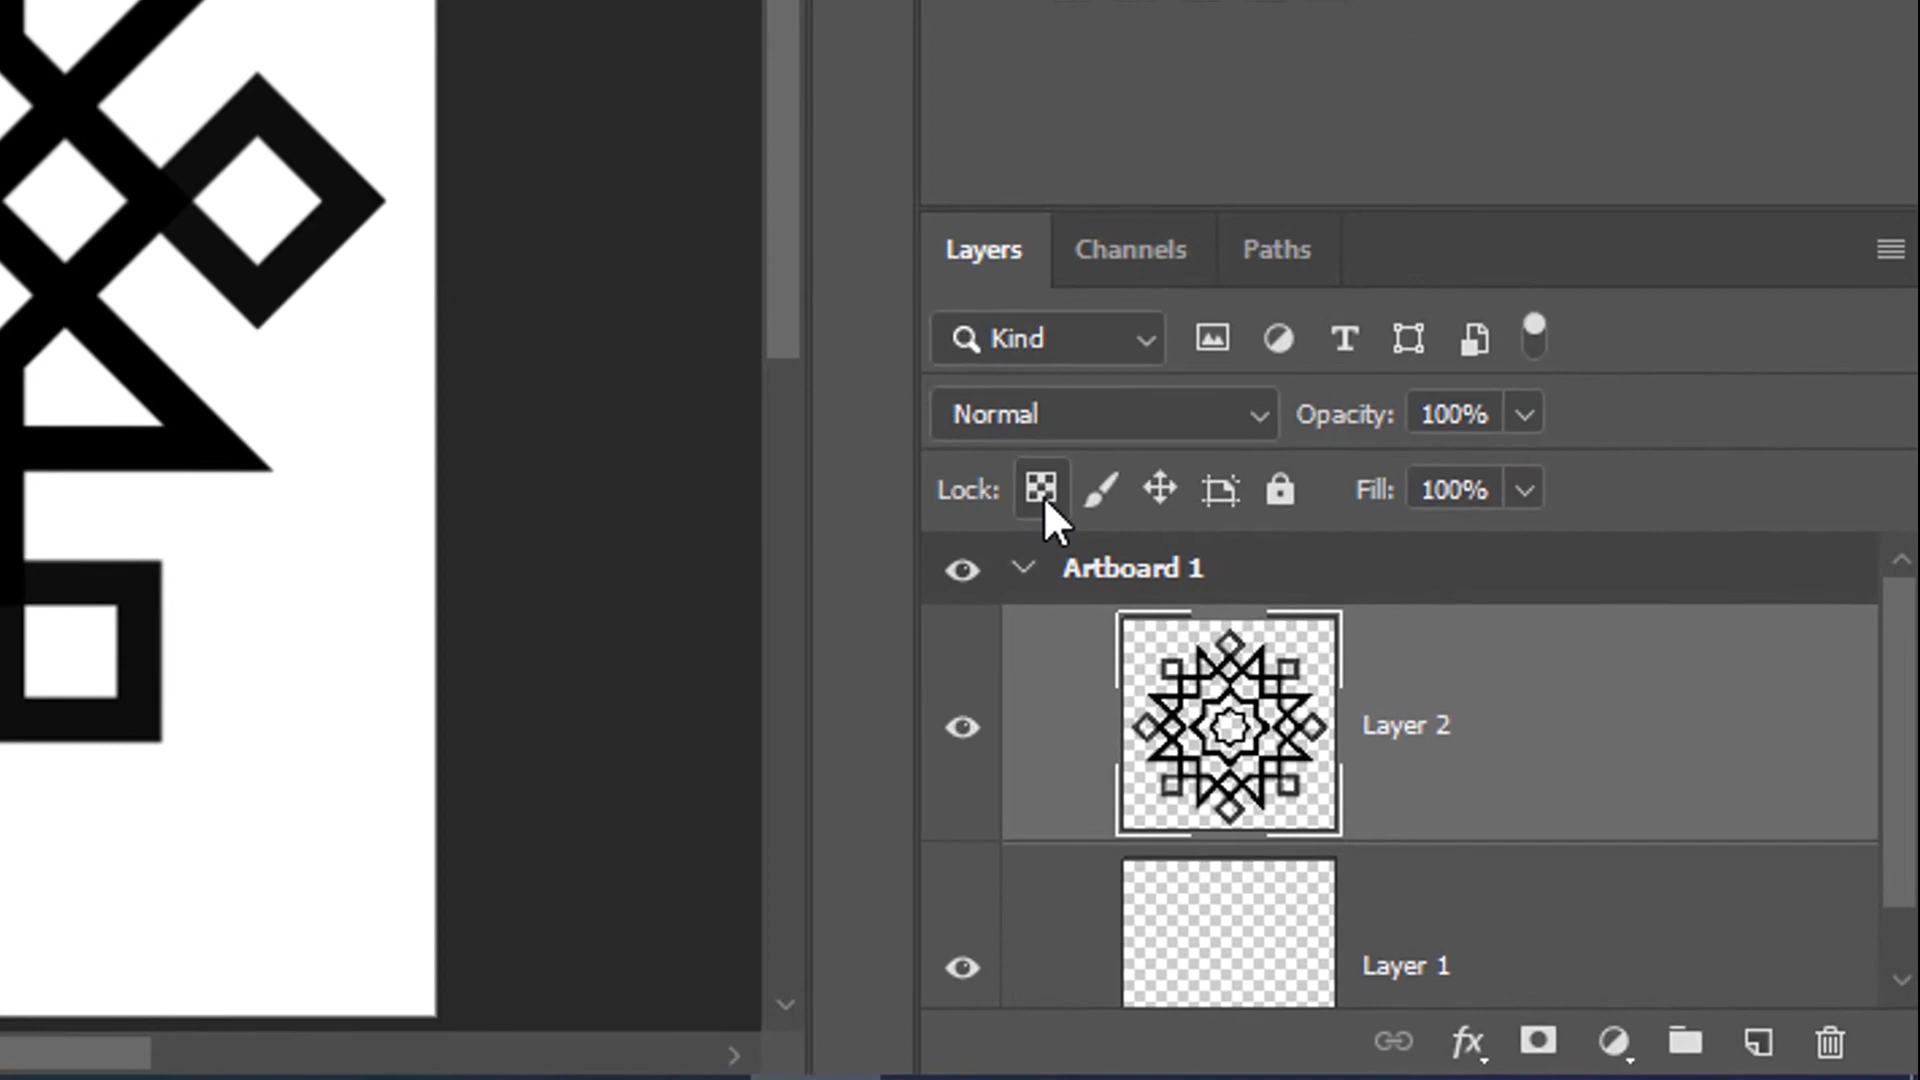 Layers Channels Paths
Kind T
Normal Opacity: 100%
Lock: Fill: 100%
Artboard 1
Layer 2
Layer 1
fx